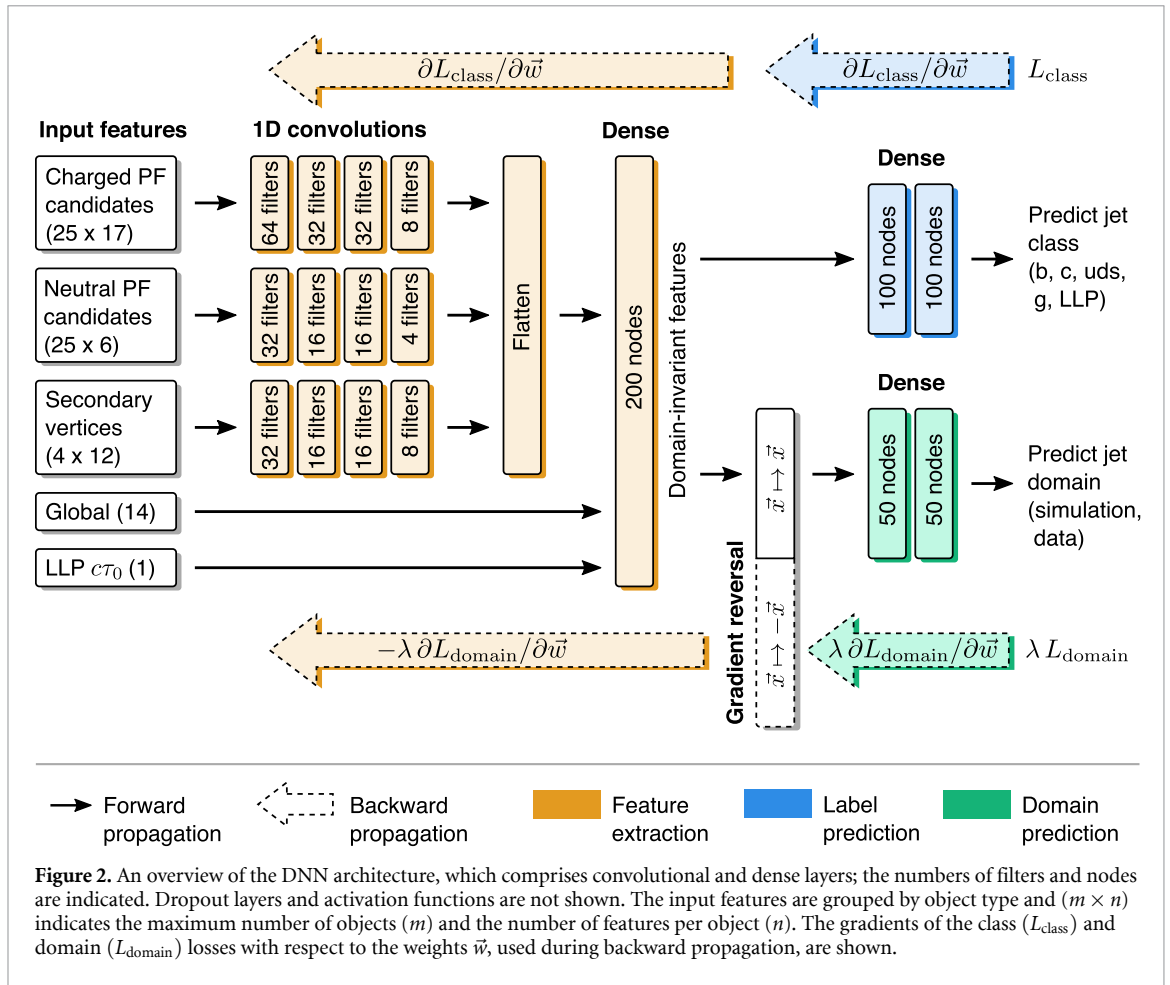 ∂L_class/∂w⃗
∂L_class/∂w⃗
L_class
Input features
1D convolutions
Dense
Charged PF
candidates
(25 x 17)
64 filters
32 filters
32 filters
8 filters
Neutral PF
candidates
(25 x 6)
32 filters
16 filters
16 filters
4 filters
Secondary
vertices
(4 x 12)
32 filters
16 filters
16 filters
8 filters
Global (14)
LLP cτ₀ (1)
Flatten
200 nodes
Domain-invariant features
Dense
100 nodes
100 nodes
Predict jet
class
(b, c, uds,
g, LLP)
Gradient reversal
x⃗ ↦ x⃗
x⃗ ↦ −x⃗
Dense
50 nodes
50 nodes
Predict jet
domain
(simulation,
data)
−λ ∂L_domain/∂w⃗
λ ∂L_domain/∂w⃗
λ L_domain
Forward
propagation
Backward
propagation
Feature
extraction
Label
prediction
Domain
prediction
Figure 2. An overview of the DNN architecture, which comprises convolutional and dense layers; the numbers of filters and nodes
are indicated. Dropout layers and activation functions are not shown. The input features are grouped by object type and (m × n)
indicates the maximum number of objects (m) and the number of features per object (n). The gradients of the class (L_class) and
domain (L_domain) losses with respect to the weights w⃗, used during backward propagation, are shown.